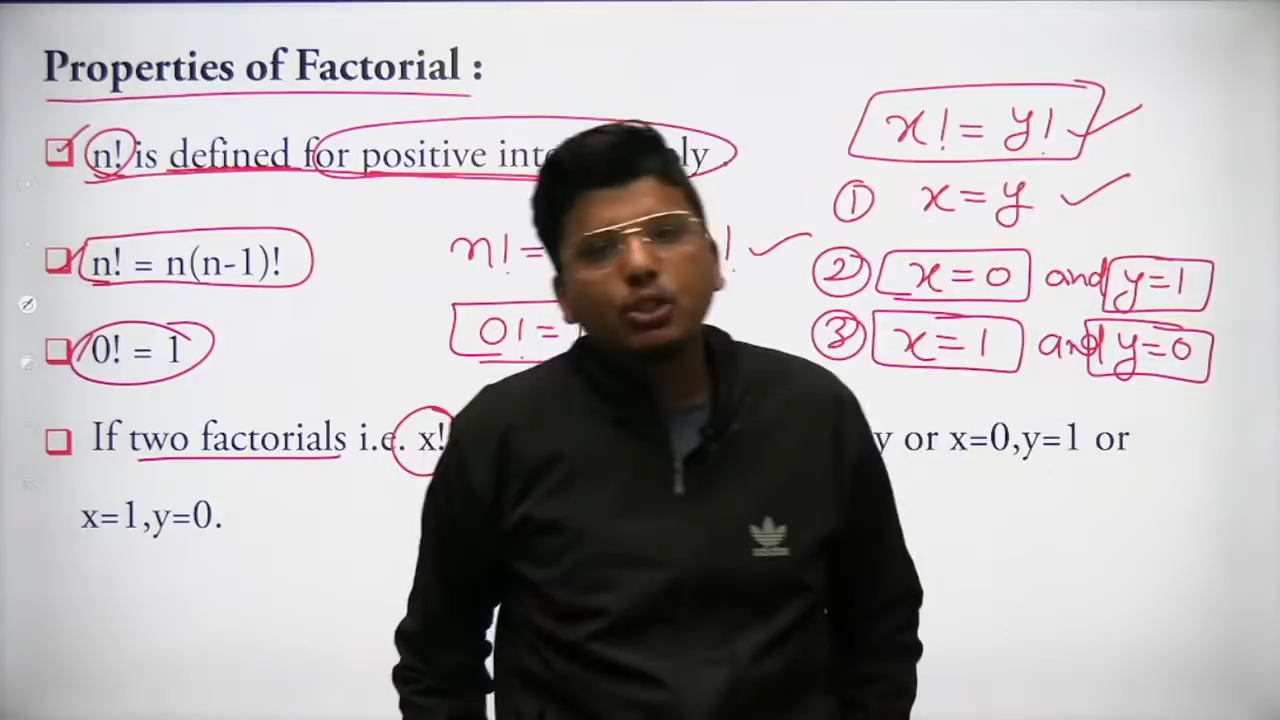 Properties of Factorial :
n! is defined for positive int ly
n! = n(n-1)!
n! = !
0! = 1
0! =
If two factorials i.e. x! y or x=0,y=1 or
x=1,y=0.
x! = y!
① x = y
② x = 0 and y = 1
③ x = 1 and y = 0
adidas